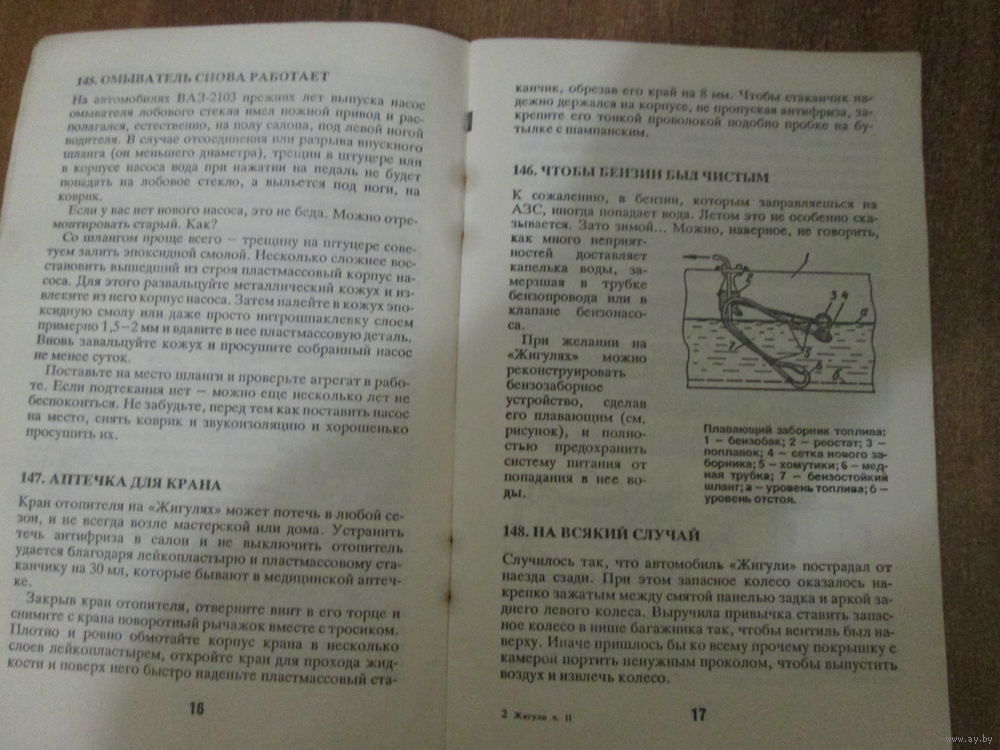 145. ОМЫВАТЕЛЬ СНОВА РАБОТАЕТ
На автомобилях ВАЗ-2103 прежних лет выпуска насос
омывателя лобового стекла имел ножной привод и рас-
полагался, естественно, на полу салона, под левой ногой
водителя. В случае отсоединения или разрыва впускного
шланга (он меньшего диаметра), трещин в штуцере или
в корпусе насоса вода при нажатии на педаль не будет
попадать на лобовое стекло, а выльется под ноги, на
коврик.
Если у вас нет нового насоса, это не беда. Можно отре-
монтировать старый. Как?
Со шлангом проще всего — трещину на штуцере сове-
туем залить эпоксидной смолой. Несколько сложнее вос-
становить вышедший из строя пластмассовый корпус на-
соса. Для этого развальцуйте металлический кожух и из-
влеките из него корпус насоса. Затем налейте в кожух эпо-
ксидную смолу или даже просто нитрошпаклевку слоем
примерно 1,5—2 мм и вдавите в нее пластмассовую деталь.
Вновь завальцуйте кожух и просушите собранный насос
не менее суток.
Поставьте на место шланги и проверьте агрегат в рабо-
те. Если подтекания нет — можно еще несколько лет не
беспокоиться. Не забудьте, перед тем как поставить насос
на место, снять коврик и звукоизоляцию и хорошенько
просушить их.
147. АПТЕЧКА ДЛЯ КРАНА
Кран отопителя на «Жигулях» может потечь в любой се-
зон, и не всегда возле мастерской или дома. Устранить
течь антифриза в салон и не выключить отопитель
удается благодаря лейкопластырю и пластмассовому ста-
канчику на 30 мл, которые бывают в медицинской аптеч-
ке.
Закрыв кран отопителя, отверните винт в его торце и
снимите с крана поворотный рычажок вместе с тросиком.
Плотно и ровно обмотайте корпус крана в несколько
слоев лейкопластырем, откройте кран для прохода жид-
кости и поверх него быстро наденьте пластмассовый ста-
16
канчик, обрезав его край на 8 мм. Чтобы стаканчик на-
дежно держался на корпусе, не пропуская антифриза, за-
крепите его тонкой проволокой подобно пробке на бу-
тылке с шампанским.
146. ЧТОБЫ БЕНЗИН БЫЛ ЧИСТЫМ
К сожалению, в бензин, которым заправляешься на
АЗС, иногда попадает вода. Летом это не особенно ска-
зывается. Зато зимой... Можно, наверное, не говорить,
как много неприят-
ностей доставляет
капелька воды, за-
мерзшая в трубке
бензопровода или в
клапане бензонасо-
са.
При желании на
«Жигулях» можно
реконструировать
бензозаборное
устройство, сделав
его плавающим (см.
рисунок), и полно-
стью предохранить
систему питания от
попадания в нее во-
ды.
1
2
3 4
а
7
5
6
б
Плавающий заборник топлива:
1 — бензобак; 2 — реостат; 3 —
поплавок; 4 — сетка нового за-
борника; 5 — хомутики; 6 — мед-
ная трубка; 7 — бензостойкий
шланг; а — уровень топлива; б —
уровень отстоя.
148. НА ВСЯКИЙ СЛУЧАЙ
Случилось так, что автомобиль «Жигули» пострадал от
наезда сзади. При этом запасное колесо оказалось на-
крепко зажатым между смятой панелью задка и аркой за-
днего левого колеса. Выручила привычка ставить запас-
ное колесо в нише багажника так, чтобы вентиль был на-
верху. Иначе пришлось бы ко всему прочему покрышку с
камерой портить ненужным проколом, чтобы выпустить
воздух и извлечь колесо.
2 Жигули ч. II
17
www.ay.by